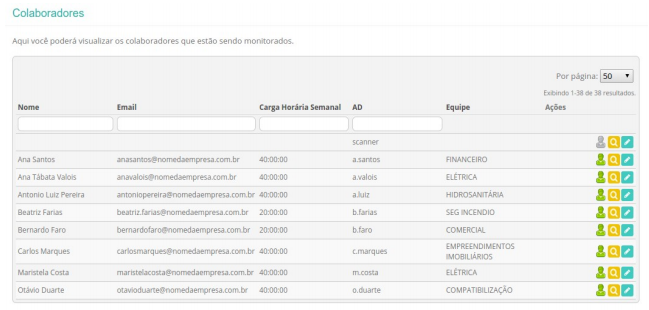 Colaboradores
Aqui você poderá visualizar os colaboradores que estão sendo monitorados.
Por página: 50
Exibindo 1-38 de 38 resultados.
Nome Email Carga Horária Semanal AD Equipe Ações
scanner
Ana Santos anasantos@nomedaempresa.com.br 40:00:00 a.santos FINANCEIRO
Ana Tábata Valois anavalois@nomedaempresa.com.br 40:00:00 a.valois ELÉTRICA
Antonio Luiz Pereira antoniopereira@nomedaempresa.com.br 40:00:00 a.luiz HIDROSANITÁRIA
Beatriz Farias beatriz.farias@nomedaempresa.com.br 20:00:00 b.farias SEG INCENDIO
Bernardo Faro bernardofaro@nomedaempresa.com.br 20:00:00 b.faro COMERCIAL
Carlos Marques carlosmarques@nomedaempresa.com.br 40:00:00 c.marques EMPREENDIMENTOS
IMOBILIÁRIOS
Maristela Costa maristelacosta@nomedaempresa.com.br 40:00:00 m.costa ELÉTRICA
Otávio Duarte otavioduarte@nomedaempresa.com.br 40:00:00 o.duarte COMPATIBILIZAÇÃO